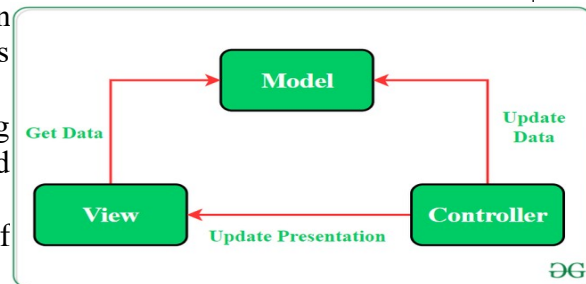 n
s
Model
g
Get Data
Update
Data
d
View
Controller
f
Update Presentation
GG